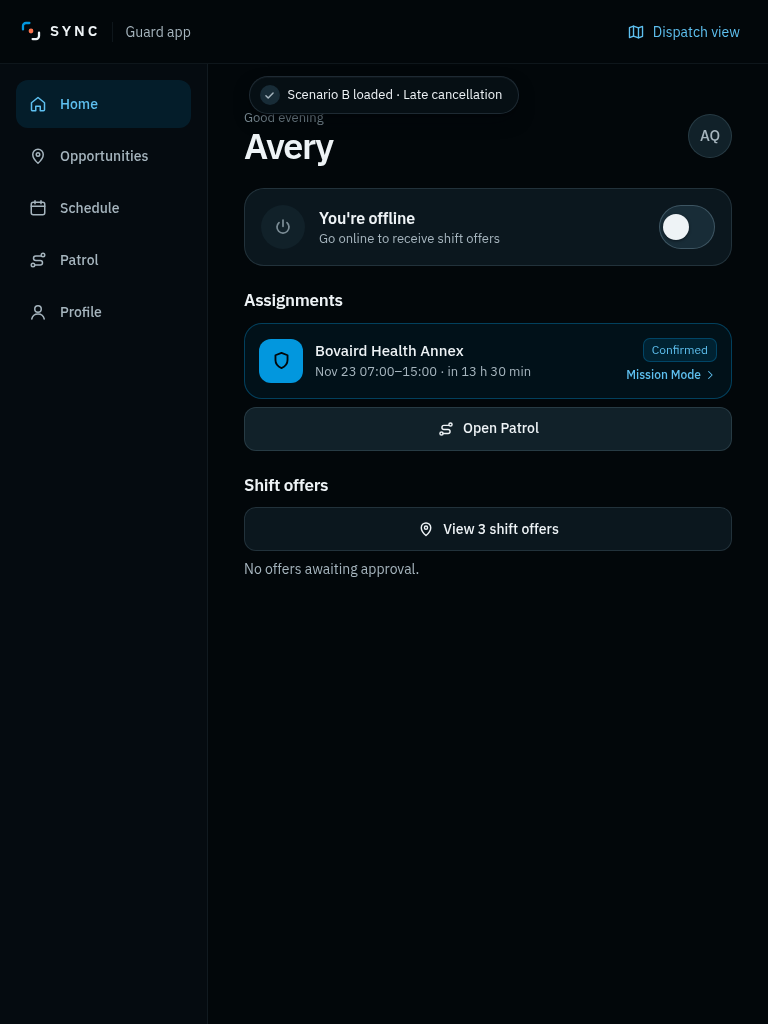 SYNC
Guard app
Dispatch view
Home
Opportunities
Schedule
Patrol
Profile
Scenario B loaded · Late cancellation
Good evening
Avery
AQ
You're offline
Go online to receive shift offers
Assignments
Bovaird Health Annex
Nov 23 07:00–15:00 · in 13 h 30 min
Confirmed
Mission Mode
Open Patrol
Shift offers
View 3 shift offers
No offers awaiting approval.